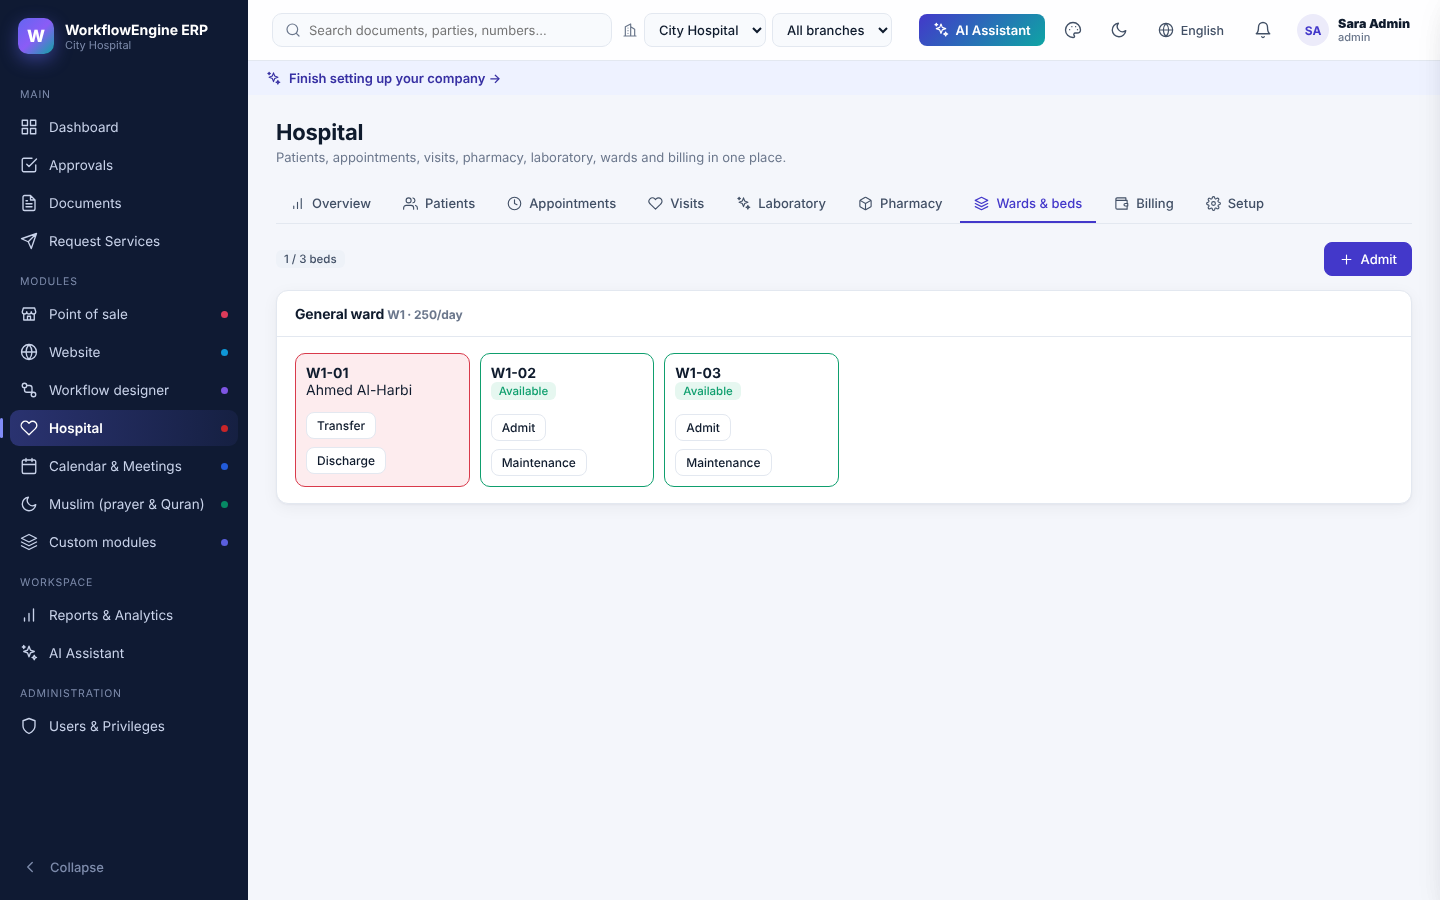 W
WorkflowEngine ERP
City Hospital
MAIN
Dashboard
Approvals
Documents
Request Services
MODULES
Point of sale
Website
Workflow designer
Hospital
Calendar & Meetings
Muslim (prayer & Quran)
Custom modules
WORKSPACE
Reports & Analytics
AI Assistant
ADMINISTRATION
Users & Privileges
Collapse
Search documents, parties, numbers...
City Hospital
All branches
AI Assistant
English
SA
Sara Admin
admin
Finish setting up your company →
Hospital
Patients, appointments, visits, pharmacy, laboratory, wards and billing in one place.
Overview
Patients
Appointments
Visits
Laboratory
Pharmacy
Wards & beds
Billing
Setup
1 / 3 beds
+ Admit
General ward W1 · 250/day
W1-01
Ahmed Al-Harbi
Transfer
Discharge
W1-02
Available
Admit
Maintenance
W1-03
Available
Admit
Maintenance